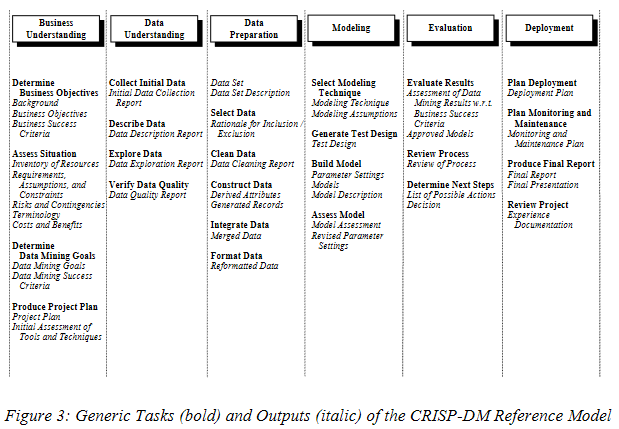 Business
Understanding
Data
Understanding
Data
Preparation
Modeling
Evaluation
Deployment
Determine
Business Objectives
Background
Business Objectives
Business Success
Criteria
Assess Situation
Inventory of Resources
Requirements,
Assumptions, and
Constraints
Risks and Contingencies
Terminology
Costs and Benefits
Determine
Data Mining Goals
Data Mining Goals
Data Mining Success
Criteria
Produce Project Plan
Project Plan
Initial Assessment of
Tools and Techniques
Collect Initial Data
Initial Data Collection
Report
Describe Data
Data Description Report
Explore Data
Data Exploration Report
Verify Data Quality
Data Quality Report
Data Set
Data Set Description
Select Data
Rationale for Inclusion /
Exclusion
Clean Data
Data Cleaning Report
Construct Data
Derived Attributes
Generated Records
Integrate Data
Merged Data
Format Data
Reformatted Data
Select Modeling
Technique
Modeling Technique
Modeling Assumptions
Generate Test Design
Test Design
Build Model
Parameter Settings
Models
Model Description
Assess Model
Model Assessment
Revised Parameter
Settings
Evaluate Results
Assessment of Data
Mining Results w.r.t.
Business Success
Criteria
Approved Models
Review Process
Review of Process
Determine Next Steps
List of Possible Actions
Decision
Plan Deployment
Deployment Plan
Plan Monitoring and
Maintenance
Monitoring and
Maintenance Plan
Produce Final Report
Final Report
Final Presentation
Review Project
Experience
Documentation
Figure 3: Generic Tasks (bold) and Outputs (italic) of the CRISP-DM Reference Model